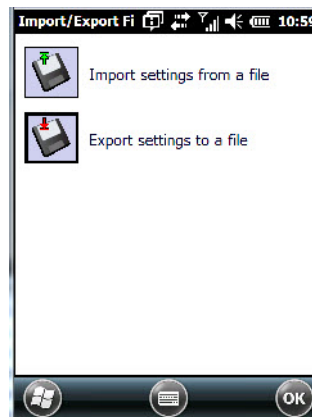 Import/Export Fi 10:59
Import settings from a file
Export settings to a file
OK